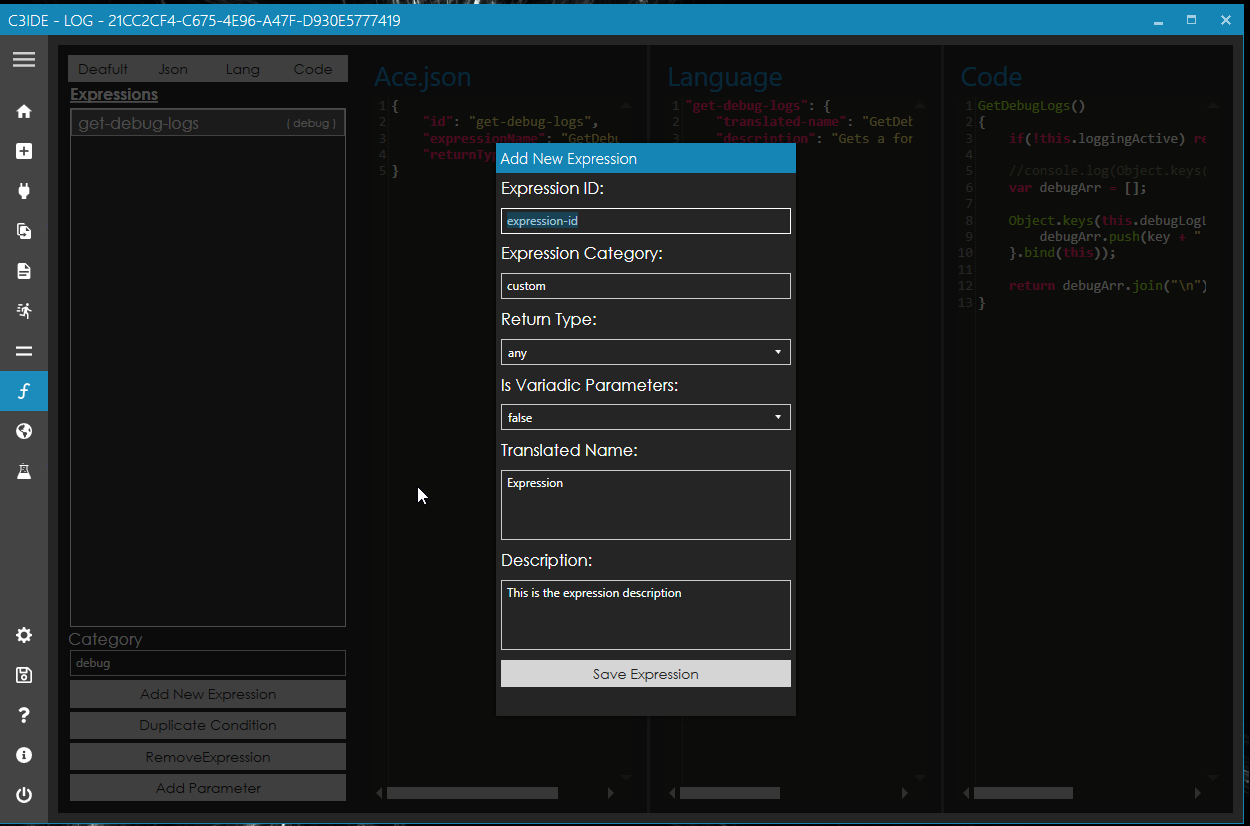 C3IDE - LOG - 21CC2CF4-C675-4E96-A47F-D930E5777419
Deafult Json Lang Code
Expressions
get-debug-logs ( debug )
Category
debug
Add New Expression
Duplicate Condition
RemoveExpression
Add Parameter
Ace.json
1 {
2 "id": "get-debug-logs",
3 "expressionName": "GetDebu
4 "returnTy
5 }
Language
1 "get-debug-logs": {
2 "translated-name": "GetDeb
3 "description": "Gets a for
Code
1 GetDebugLogs()
2 {
3 if(!this.loggingActive) re
4
5 //console.log(Object.keys(
6 var debugArr = [];
7
8 Object.keys(this.debugLogL
9 debugArr.push(key + "
10 }.bind(this));
11
12 return debugArr.join("\n")
13 }
Add New Expression
Expression ID:
expression-id
Expression Category:
custom
Return Type:
any
Is Variadic Parameters:
false
Translated Name:
Expression
Description:
This is the expression description
Save Expression